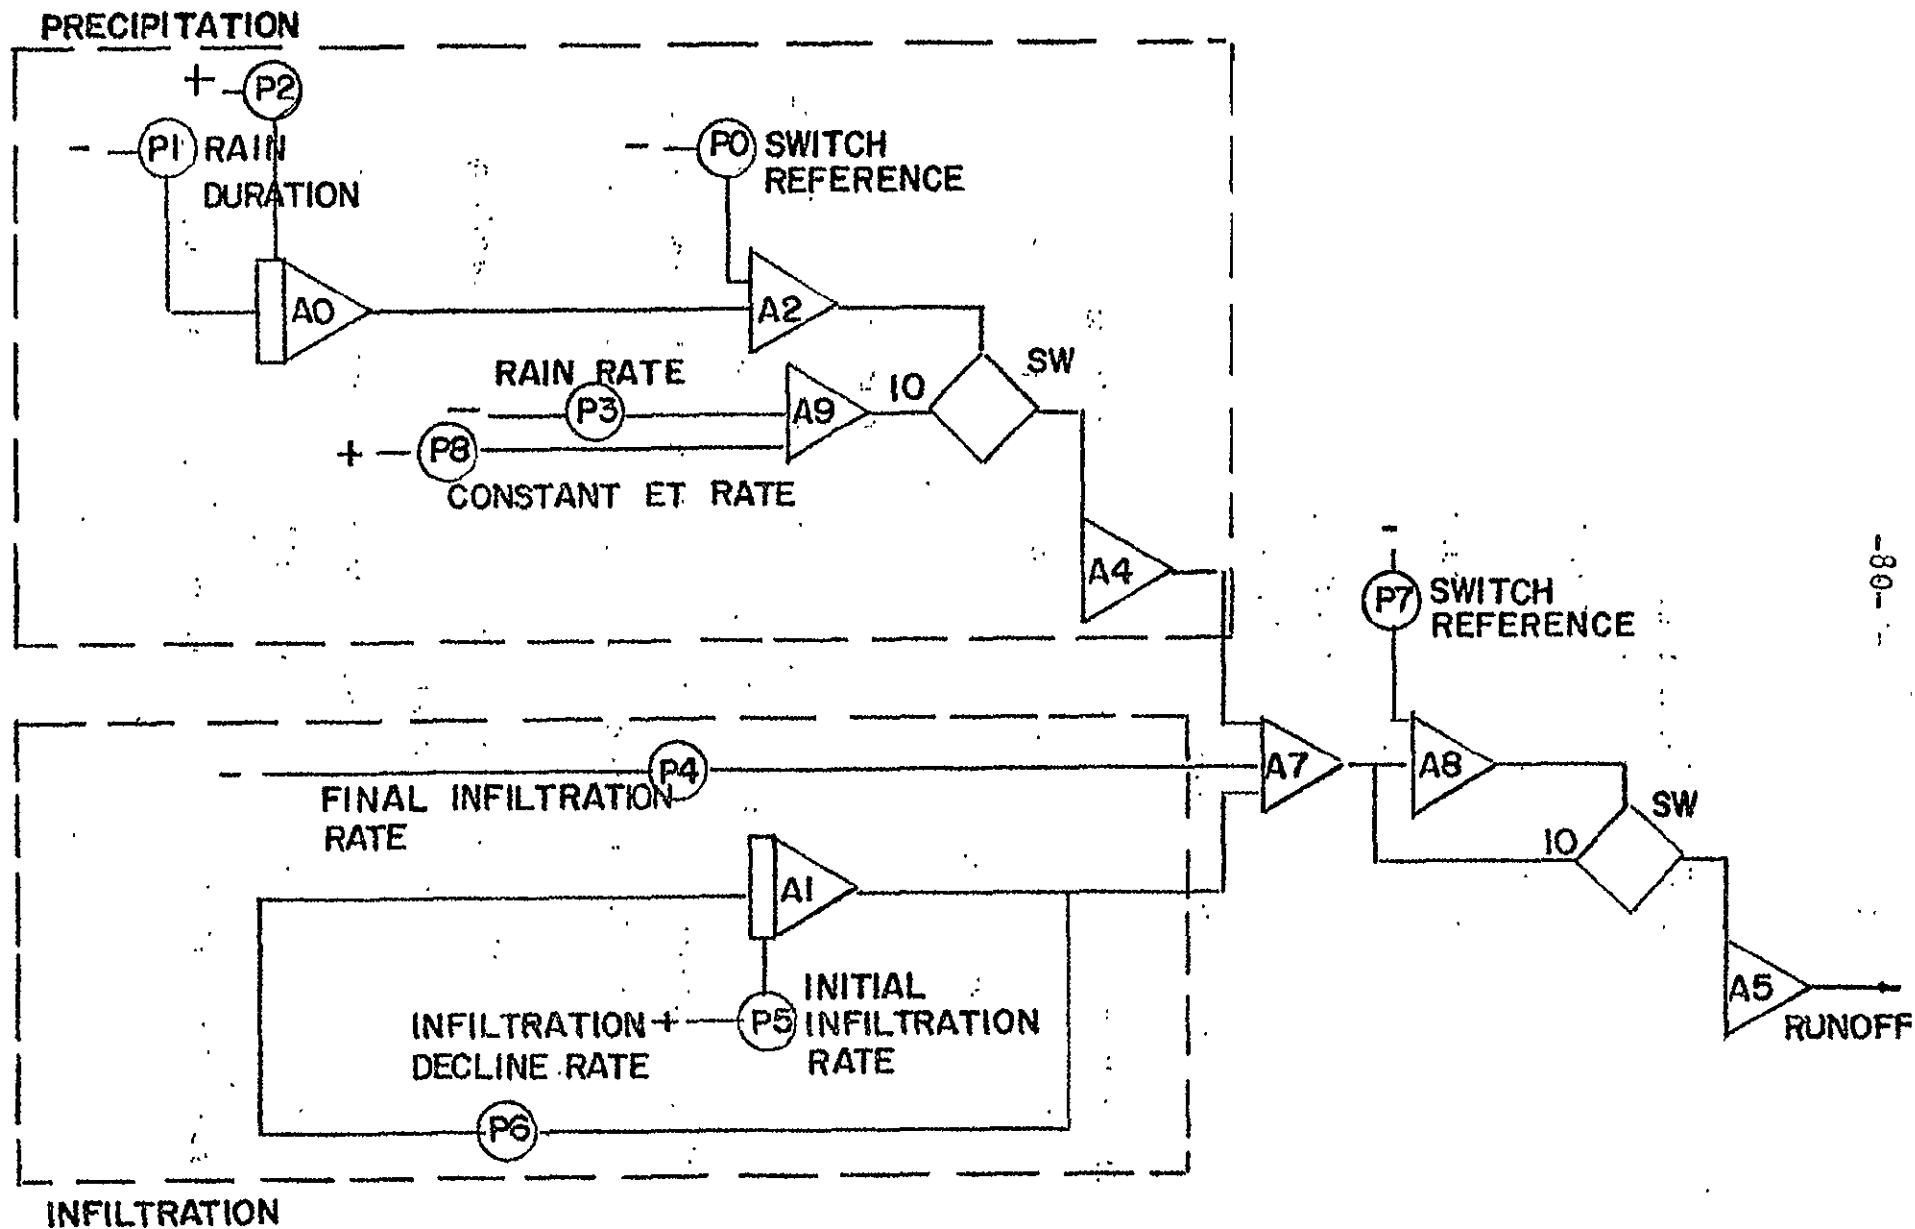 PRECIPITATION
+ P2
- P1 RAIN
DURATION
- P0 SWITCH
REFERENCE
A0
A2
RAIN RATE
- P3
A9
10
SW
+ P8
CONSTANT ET RATE
A4
-
P7 SWITCH
REFERENCE
-80-
- P4
FINAL INFILTRATION
RATE
A7
A8
SW
10
A1
INITIAL
INFILTRATION + P5 INFILTRATION
DECLINE RATE
RATE
A5
RUNOFF
P6
INFILTRATION